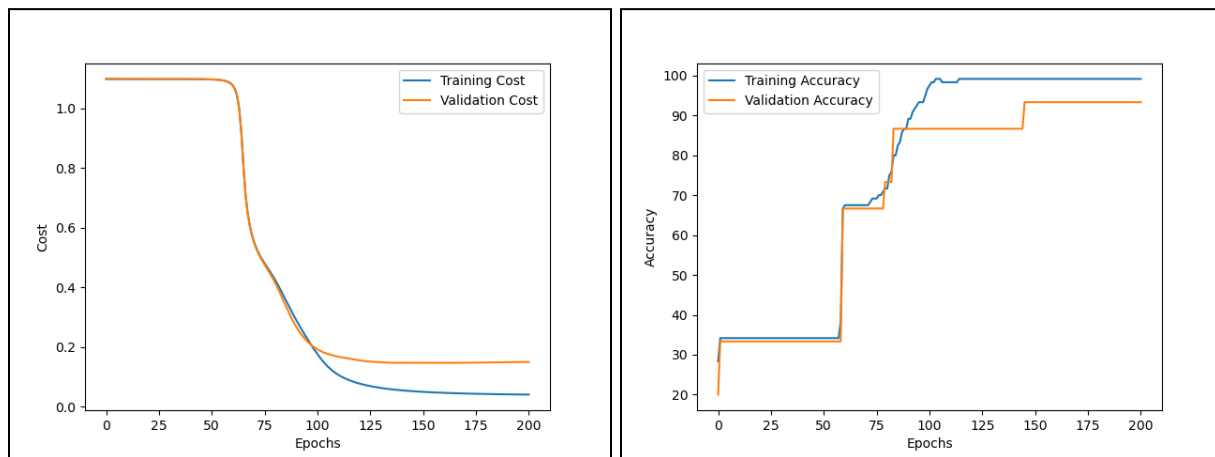 Training Cost
Validation Cost
1.0
0.8
0.6
0.4
0.2
0.0
Cost
0 25 50 75 100 125 150 175 200
Epochs
Training Accuracy
Validation Accuracy
100
90
80
70
60
50
40
30
20
Accuracy
0 25 50 75 100 125 150 175 200
Epochs